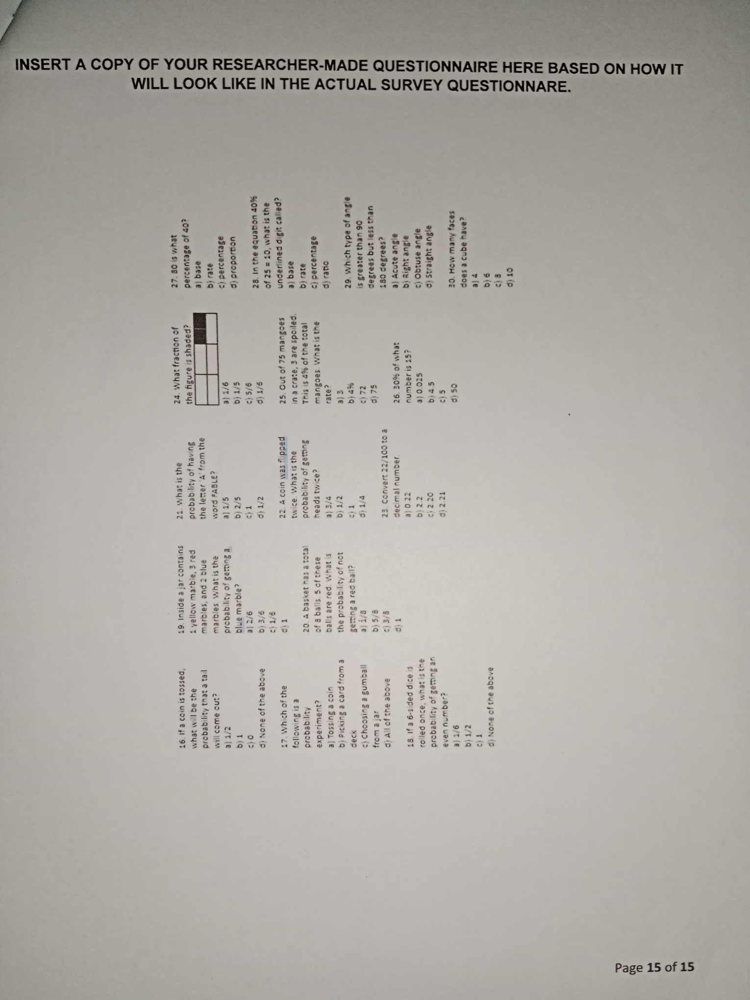 INSERT A COPY OF YOUR RESEARCHER-MADE QUESTIONNAIRE HERE BASED ON HOW IT
WILL LOOK LIKE IN THE ACTUAL SURVEY QUESTIONNARE.
16. If a coin is tossed,
what will be the
probability that a tail
will come out?
a) 1/2
b) 1
c) 0
d) None of the above
17. Which of the
following is a
probability
experiment?
a) Tossing a coin
b) Picking a card from a
deck
c) Choosing a gumball
from a jar
d) All of the above
18. If a 6-sided dice is
rolled once, what is the
probability of getting an
even number?
a) 1/6
b) 1/2
c) 1
d) None of the above
19. Inside a jar contains
1 yellow marble, 3 red
marbles, and 2 blue
marbles. What is the
probability of getting a
blue marble?
a) 2/6
b) 3/6
c) 1/6
d) 1
20. A basket has a total
of 8 balls. 5 of these
balls are red. What is
the probability of not
getting a red ball?
a) 1/8
b) 5/8
c) 3/8
d) 1
21. What is the
probability of having
the letter 'A' from the
word FABLE?
a) 1/5
b) 2/5
c) 1
d) 1/2
22. A coin was flipped
twice. What is the
probability of getting
heads twice?
a) 3/4
b) 1/2
c) 1
d) 1/4
23. Convert 22/100 to a
decimal number.
a) 0.22
b) 2.2
c) 2.20
d) 2.21
24. What fraction of
the figure is shaded?
a) 1/6
b) 1/5
c) 5/6
d) 1/6
25. Out of 75 mangoes
in a crate, 3 are spoiled.
This is 4% of the total
mangoes. What is the
rate?
a) 3
b) 4%
c) 72
d) 75
26. 30% of what
number is 15?
a) 0.025
b) 4.5
c) 5
d) 50
27. 80 is what
percentage of 40?
a) base
b) rate
c) percentage
d) proportion
28. In the equation 40%
of 25 = 10, what is the
underlined digit called?
a) base
b) rate
c) percentage
d) ratio
29. Which type of angle
is greater than 90
degrees but less than
180 degrees?
a) Acute angle
b) Right angle
c) Obtuse angle
d) Straight angle
30. How many faces
does a cube have?
a) 4
b) 6
c) 8
d) 10
Page 15 of 15